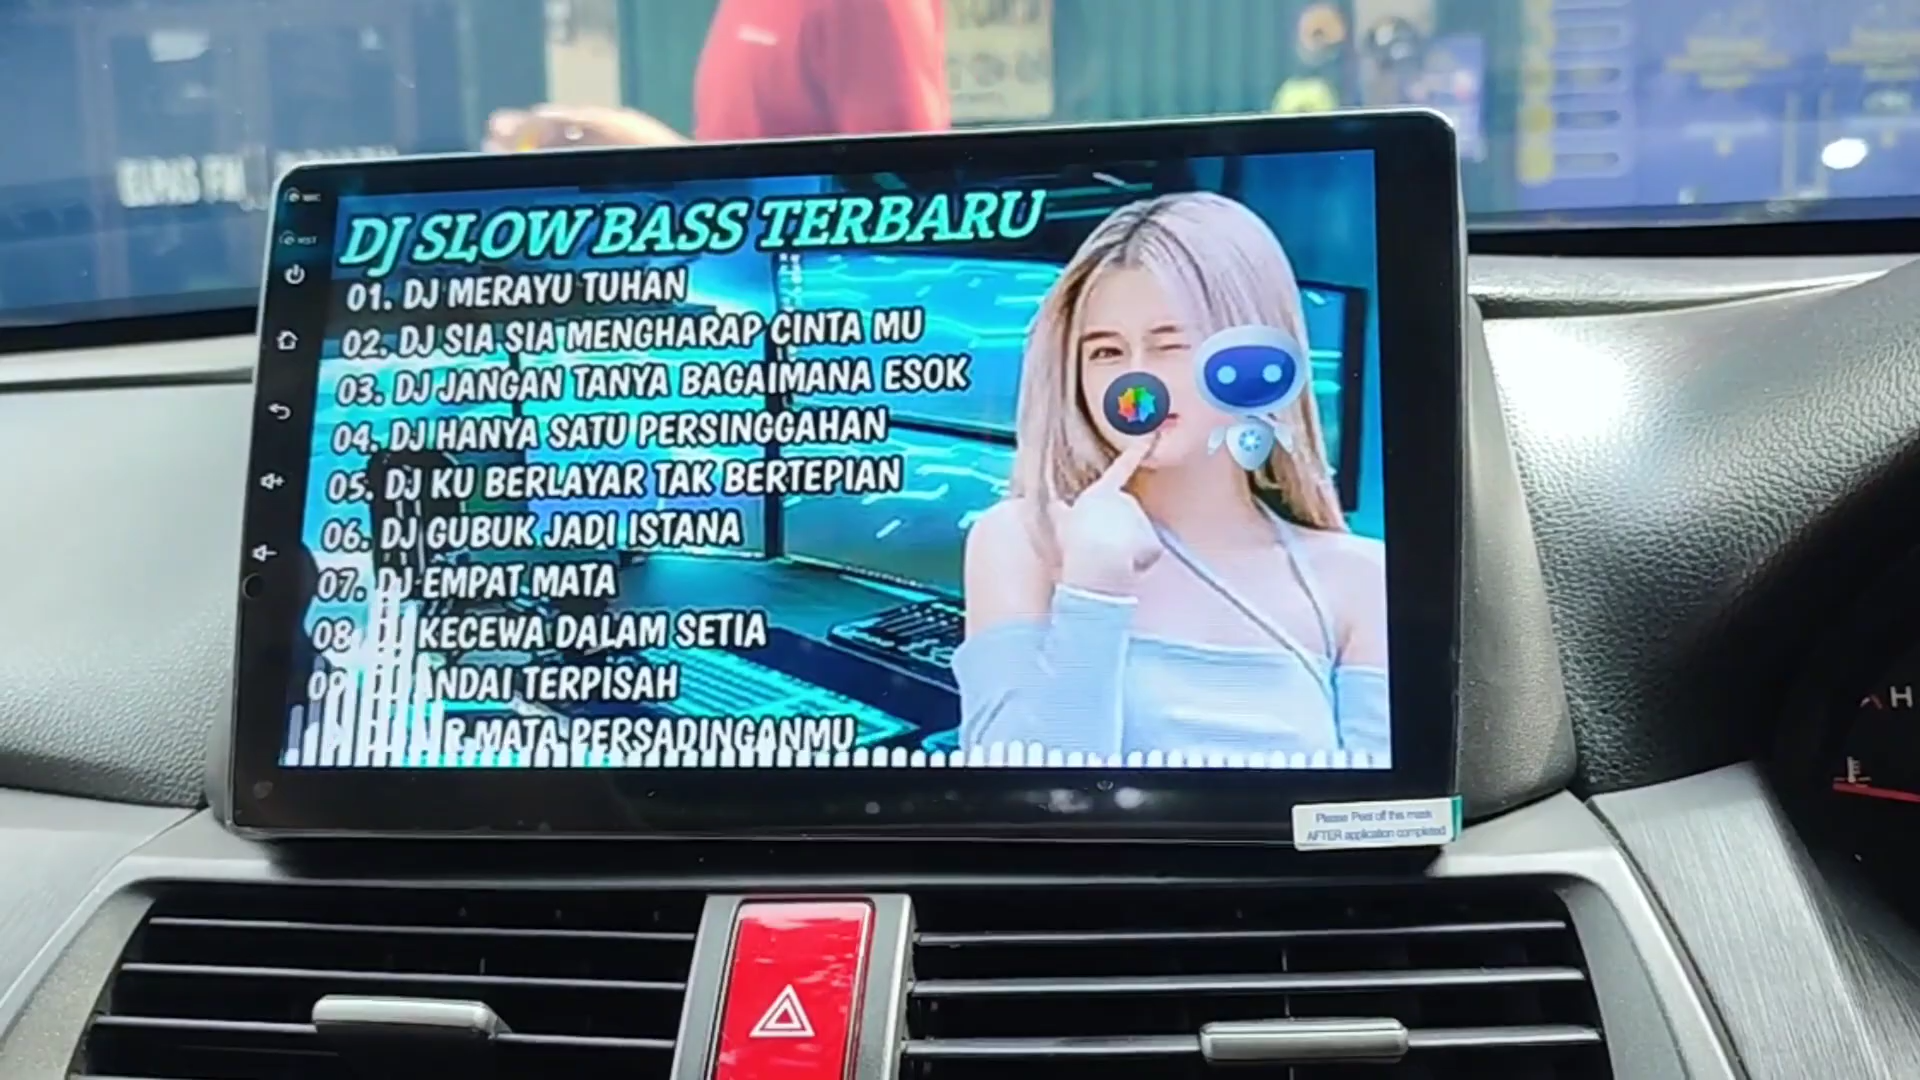 DJ SLOW BASS TERBARU
01. DJ MERAYU TUHAN
02. DJ SIA SIA MENGHARAP CINTA MU
03. DJ JANGAN TANYA BAGAIMANA ESOK
04. DJ HANYA SATU PERSINGGAHAN
05. DJ KU BERLAYAR TAK BERTEPIAN
06. DJ GUBUK JADI ISTANA
07. DJ EMPAT MATA
08. DJ KECEWA DALAM SETIA
09. ANDAI TERPISAH
MATA PERSADINGANMU
RST
Please Peel off this mask
AFTER application completed
H